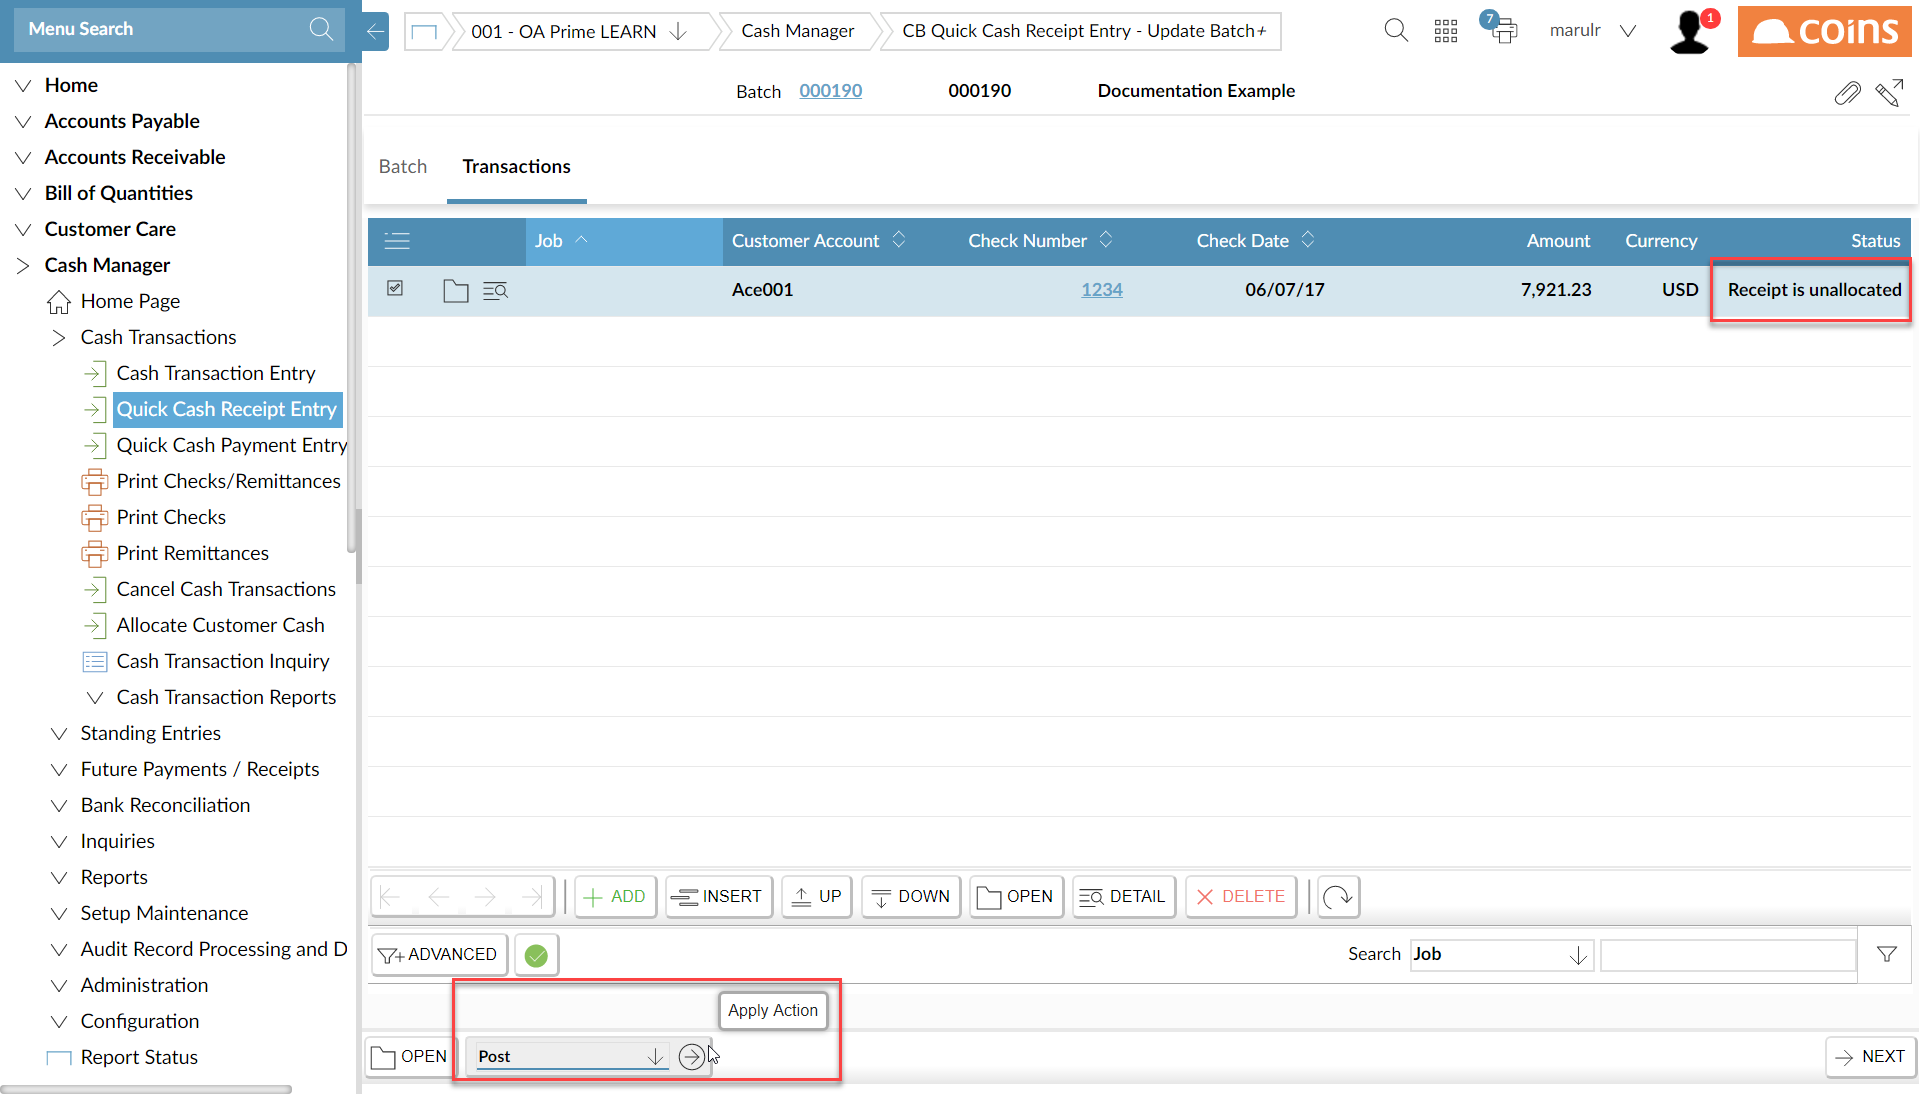 Menu Search
001 - OA Prime LEARN
Cash Manager
CB Quick Cash Receipt Entry - Update Batch+
7
marulr
1
coins
Batch 000190 000190 Documentation Example
Home
Accounts Payable
Accounts Receivable
Bill of Quantities
Customer Care
Cash Manager
Home Page
Cash Transactions
Cash Transaction Entry
Quick Cash Receipt Entry
Quick Cash Payment Entry
Print Checks/Remittances
Print Checks
Print Remittances
Cancel Cash Transactions
Allocate Customer Cash
Cash Transaction Inquiry
Cash Transaction Reports
Standing Entries
Future Payments / Receipts
Bank Reconciliation
Inquiries
Reports
Setup Maintenance
Audit Record Processing and D
Administration
Configuration
Report Status
Batch Transactions
Job Customer Account Check Number Check Date Amount Currency Status
Ace001 1234 06/07/17 7,921.23 USD Receipt is unallocated
ADD INSERT UP DOWN OPEN DETAIL DELETE
ADVANCED
Search Job
Apply Action
OPEN Post NEXT